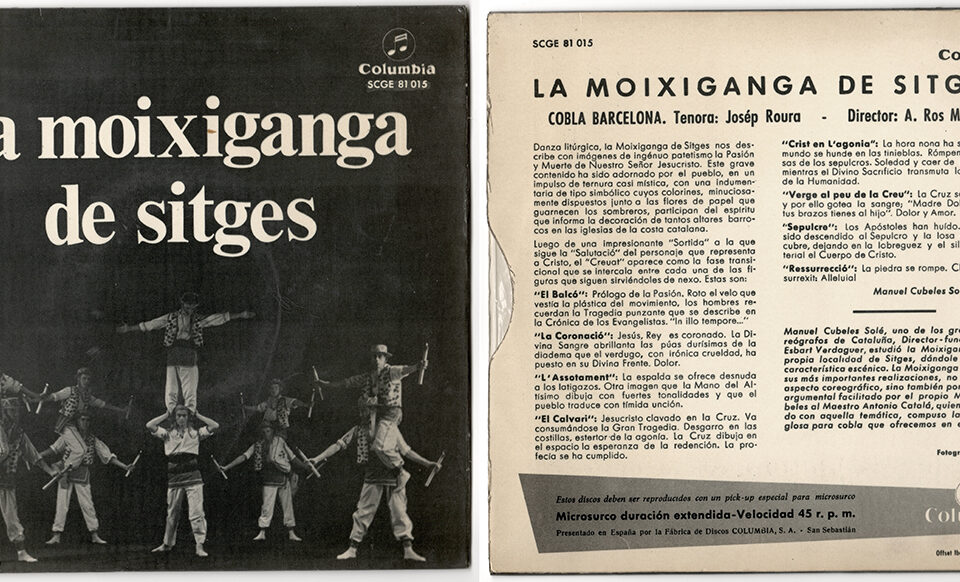 Columbia
SCGE 81 015
a moixiganga
de sitges
SCGE 81 015
Co
LA MOIXIGANGA DE SITG
COBLA BARCELONA. Tenora: Josép Roura - Director: A. Ros M
Danza litúrgica, la Moixiganga de Sitges nos des-
cribe con imágenes de ingénuo patetismo la Pasión
y Muerte de Nuestro Señor Jesucristo. Este grave
contenido ha sido adornado por el pueblo, en un
impulso de ternura casi mística, con una indumen-
taria de tipo simbólico cuyos colorines, minuciosa-
mente dispuestos junto a las flores de papel que
guarnecen los sombreros, participan del espíritu
que informa la decoración de tantos altares barro-
cos en las iglesias de la costa catalana.
Luego de una impresionante "Sortida" a la que
sigue la "Salutació" del personaje que representa
a Cristo, el "Creuat" aparece como la fase transi-
cional que se intercala entre cada una de las fi-
guras que siguen sirviéndoles de nexo. Estas son:
"El Balcó": Prólogo de la Pasión. Roto el velo que
vestía la plástica del movimiento, los hombres re-
cuerdan la Tragedia punzante que se describe en
la Crónica de los Evangelistas. "In illo tempore..."
"La Coronació": Jesús, Rey es coronado. La Di-
vina Sangre abrillanta las púas durísimas de la
diadema que el verdugo, con irónica crueldad, ha
puesto en su Divina Frente. Dolor.
"L'Assotament": La espalda se ofrece desnuda
a los latigazos. Otra imagen que la Mano del Al-
tísimo dibuja con fuertes tonalidades y que el
pueblo traduce con tímida unción.
"El Calvari": Jesucristo clavado en la Cruz. Va
consumándose la Gran Tragedia. Desgarro en las
costillas, estertor de la agonía. La Cruz dibuja en
el espacio la esperanza de la redención. La pro-
fecía se ha cumplido.
"Crist en L'agonia": La hora nona ha s
mundo se hunde en las tinieblas. Rómpen
sas de los sepulcros. Soledad y caer de
mientras el Divino Sacrificio transmuta lo
de la Humanidad.
"Verge al peu de la Creu": La Cruz s
y por ello gotea la sangre; "Madre Dol
tus brazos tienes al hijo". Dolor y Amor.
"Sepulcre": Los Apóstoles han huído.
sido descendido al Sepulcro y la losa
cubre, dejando en la lobreguez y el sil
terial el Cuerpo de Cristo.
"Ressurrecció": La piedra se rompe. C
surrexit: Alleluia!
Manuel Cubeles So
Manuel Cubeles Solé, uno de los gra
reógrafos de Cataluña, Director-fun
Esbart Verdaguer, estudió la Moixigan
propia localidad de Sitges, dándole
característica escénico. La Moixiganga
sus más importantes realizaciones, no
aspecto coreográfico, sino también por
argumental facilitado por el propio M
beles al Maestro Antonio Catalá, quien
do con aquella temática, compuso la
glosa para cobla que ofrecemos en e
Fotogr
Estos discos deben ser reproducidos con un pick-up especial para microsurco
Microsurco duración extendida-Velocidad 45 r. p. m.
Presentado en España por la Fábrica de Discos COLUMBIA, S. A. - San Sebastián
Colu
Offset Ib